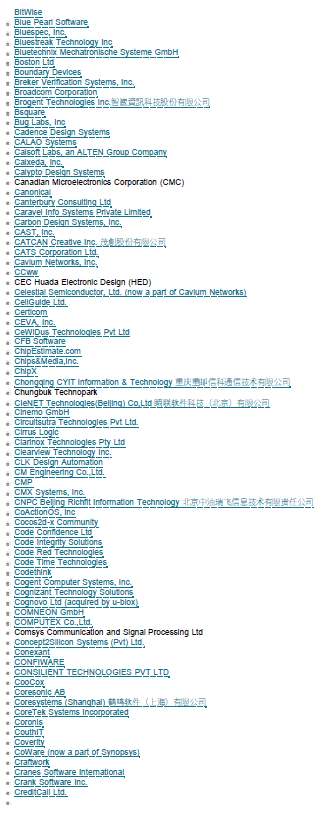 BitWise
Blue Pearl Software
Bluespec, Inc.
Bluestreak Technology Inc
Bluetechnix Mechatronische Systeme GmbH
Boston Ltd
Boundary Devices
Breker Verification Systems, Inc.
Broadcom Corporation
Brogent Technologies Inc.智崴資訊科技股份有限公司
Bsquare
Bug Labs, Inc
Cadence Design Systems
CALAO Systems
Calsoft Labs, an ALTEN Group Company
Calxeda, Inc.
Calypto Design Systems
Canadian Microelectronics Corporation (CMC)
Canonical
Canterbury Consulting Ltd
Caravel Info Systems Private Limited
Carbon Design Systems, Inc.
CAST, Inc.
CATCAN Creative Inc. 茂創股份有限公司
CATS Corporation Ltd.
Cavium Networks, Inc.
CCww
CEC Huada Electronic Design (HED)
Celestial Semiconductor, Ltd. (now a part of Cavium Networks)
CellGuide Ltd.
Certicom
CEVA, Inc.
CeWiDus Technologies Pvt Ltd
CFB Software
ChipEstimate.com
Chips&Media,Inc.
ChipX
Chongqing CYIT Information & Technology 重庆重邮信科通信技术有限公司
Chungbuk Technopark
CieNET Technologies(Beijing) Co,Ltd 熙联软件科技（北京）有限公司
Cinemo GmbH
Circuitsutra Technologies Pvt Ltd.
Cirrus Logic
Clarinox Technologies Pty Ltd
Clearview Technology Inc.
CLK Design Automation
CM Engineering Co.,Ltd.
CMP
CMX Systems, Inc.
CNPC Beijing Richfit Information Technology 北京中油瑞飞信息技术有限责任公司
CoActionOS, Inc
Cocos2d-x Community
Code Confidence Ltd
Code Integrity Solutions
Code Red Technologies
Code Time Technologies
Codethink
Cogent Computer Systems, Inc.
Cognizant Technology Solutions
Cognovo Ltd (acquired by u-blox)
COMNEON GmbH
COMPUTEX Co.,Ltd.
Comsys Communication and Signal Processing Ltd
Concept2Silicon Systems (Pvt) Ltd.
Conexant
CONFIWARE
CONSILIENT TECHNOLOGIES PVT LTD
CooCox
Coresonic AB
Coresystems (Shanghai) 鹤鸣软件（上海）有限公司
CoreTek Systems Incorporated
Coronis
CouthIT
Coverity
CoWare (now a part of Synopsys)
Craftwork
Cranes Software International
Crank Software Inc.
CreditCall Ltd.